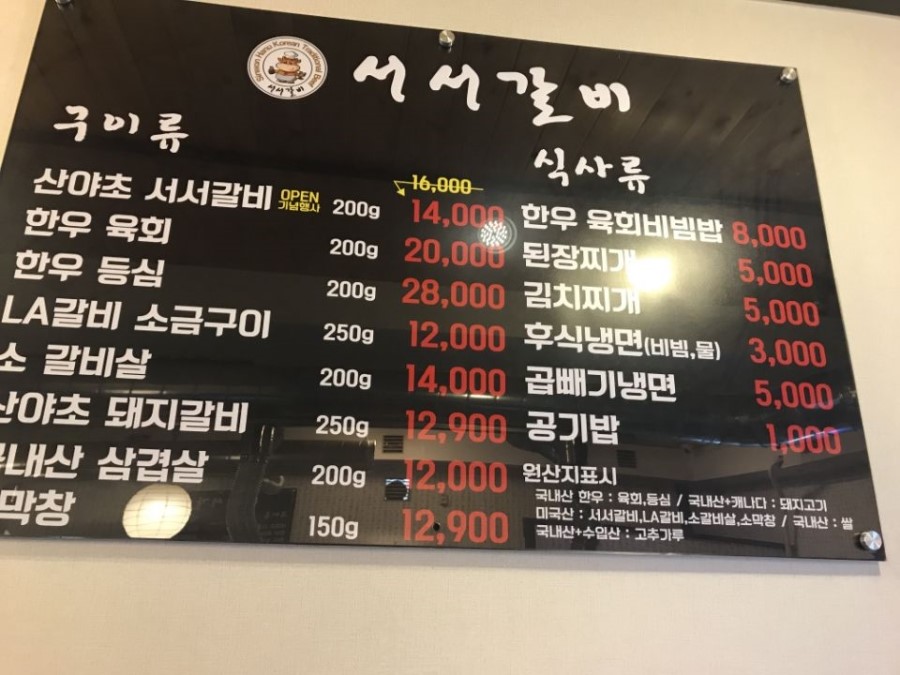 서서갈비
구이류
산야초 서서갈비 OPEN 기념행사 200g 16,000 14,000
한우 육회 200g 20,000
한우 등심 200g 28,000
LA갈비 소금구이 250g 12,000
소 갈비살 200g 14,000
산야초 돼지갈비 250g 12,900
국내산 삼겹살 200g 12,000
막창 150g 12,900
식사류
한우 육회비빔밥 8,000
된장찌개 5,000
김치찌개 5,000
후식냉면(비빔,물) 3,000
곱빼기냉면 5,000
공기밥 1,000
원산지표시
국내산 한우 : 육회,등심 / 국내산+캐나다 : 돼지고기
미국산 : 서서갈비,LA갈비,소갈비살,소막창 / 국내산 : 쌀
국내산+수입산 : 고추가루